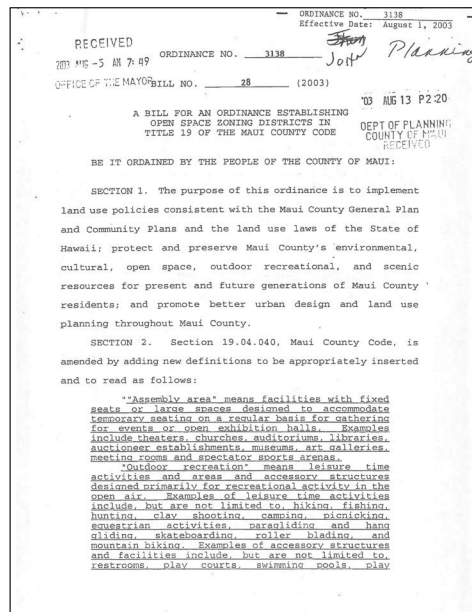 ORDINANCE NO. 3138
Effective Date: August 1, 2003
RECEIVED
2003 AUG -5 AM 7:49
OFFICE OF THE MAYOR
ORDINANCE NO. 3138
Planning
BILL NO. 28 (2003)
'03 AUG 13 P2:20
DEPT OF PLANNING
COUNTY OF MAUI
RECEIVED
A BILL FOR AN ORDINANCE ESTABLISHING
OPEN SPACE ZONING DISTRICTS IN
TITLE 19 OF THE MAUI COUNTY CODE
BE IT ORDAINED BY THE PEOPLE OF THE COUNTY OF MAUI:
SECTION 1. The purpose of this ordinance is to implement
land use policies consistent with the Maui County General Plan
and Community Plans and the land use laws of the State of
Hawaii; protect and preserve Maui County's environmental,
cultural, open space, outdoor recreational, and scenic
resources for present and future generations of Maui County
residents; and promote better urban design and land use
planning throughout Maui County.
SECTION 2. Section 19.04.040, Maui County Code, is
amended by adding new definitions to be appropriately inserted
and to read as follows:
""Assembly area" means facilities with fixed
seats or large spaces designed to accommodate
temporary seating on a regular basis for gathering
for events or open exhibition halls. Examples
include theaters, churches, auditoriums, libraries,
auctioneer establishments, museums, art galleries,
meeting rooms and spectator sports arenas.
"Outdoor recreation" means leisure time
activities and areas and accessory structures
designed primarily for recreational activity in the
open air. Examples of leisure time activities
include, but are not limited to, hiking, fishing,
hunting, clay shooting, camping, picnicking,
equestrian activities, paragliding and hang
gliding, skateboarding, roller blading, and
mountain biking. Examples of accessory structures
and facilities include, but are not limited to,
restrooms, play courts, swimming pools, play